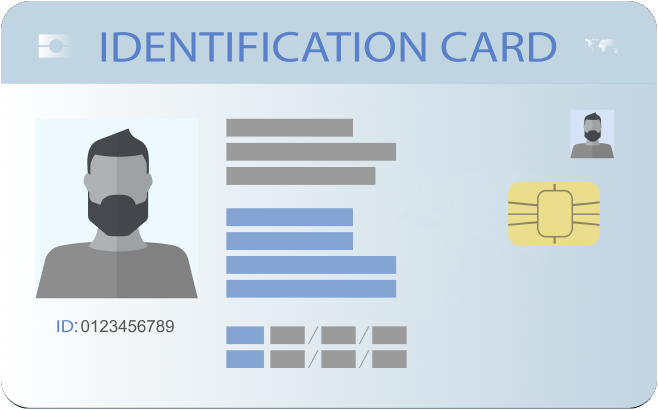 IDENTIFICATION CARD
ID:0123456789
/ / /
/ / /